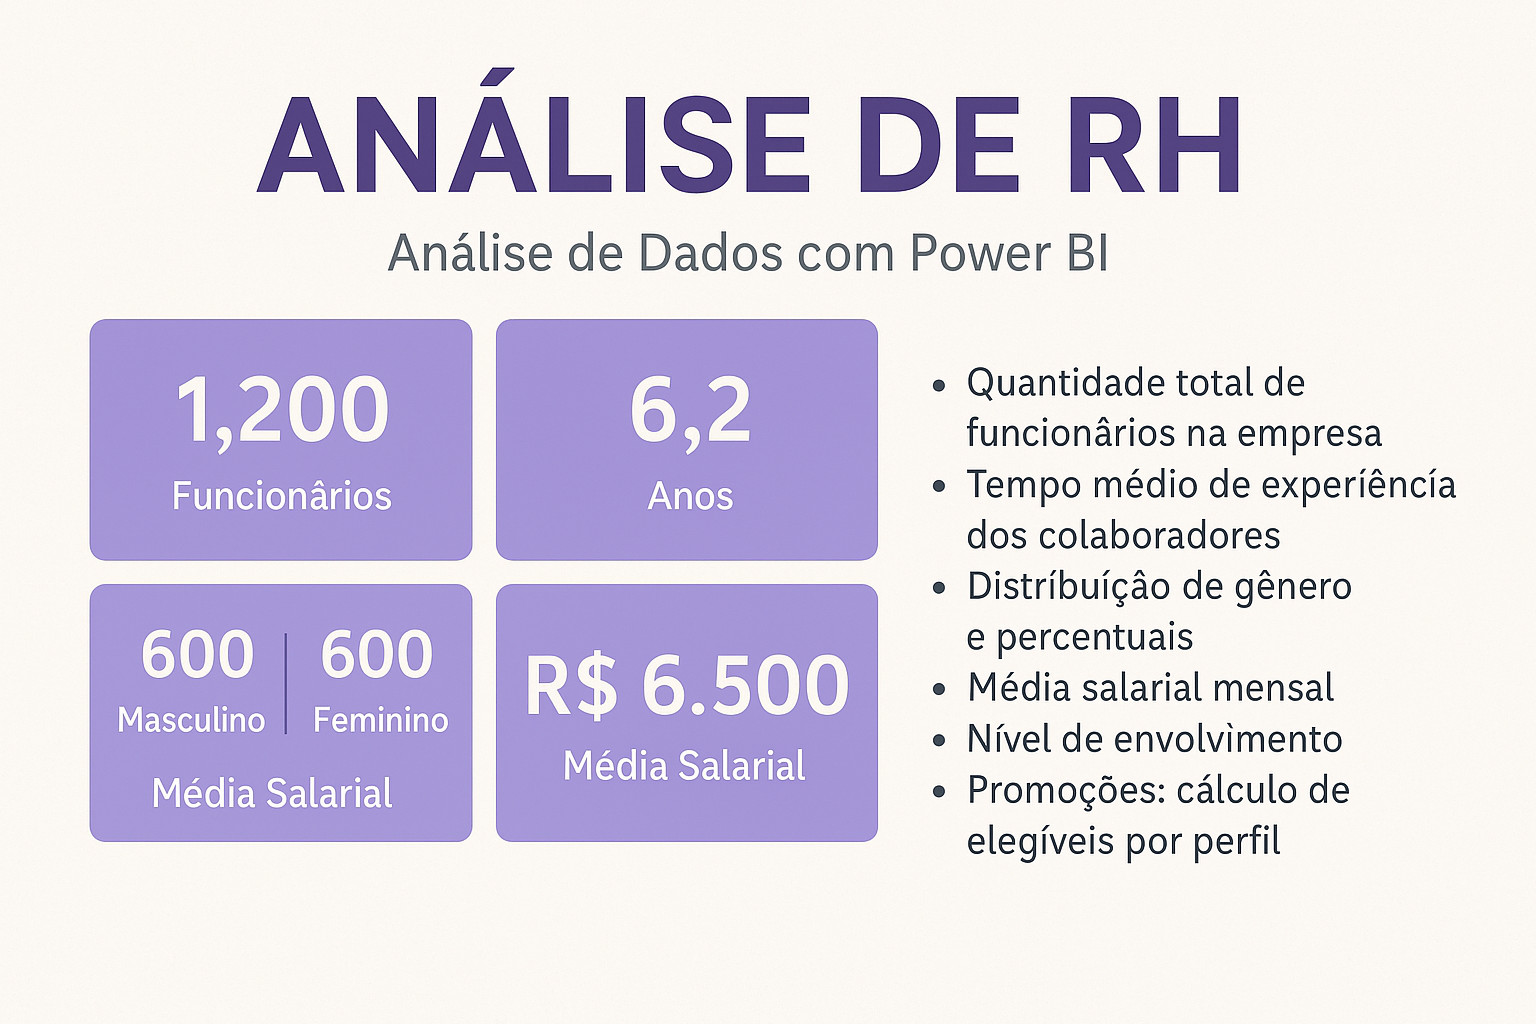 ANÁLISE DE RH
Análise de Dados com Power BI
1,200
Funcionârios
6,2
Anos
600
Masculino
600
Feminino
Média Salarial
R$ 6.500
Média Salarial
• Quantidade total de
funcionârios na empresa
• Tempo médio de experíêncía
dos colaboradores
• Distríbuíçâo de gênero
e percentuais
• Média salarial mensal
• Nível de envolvìmento
• Promoções: cálculo de
elegíveis por perfil